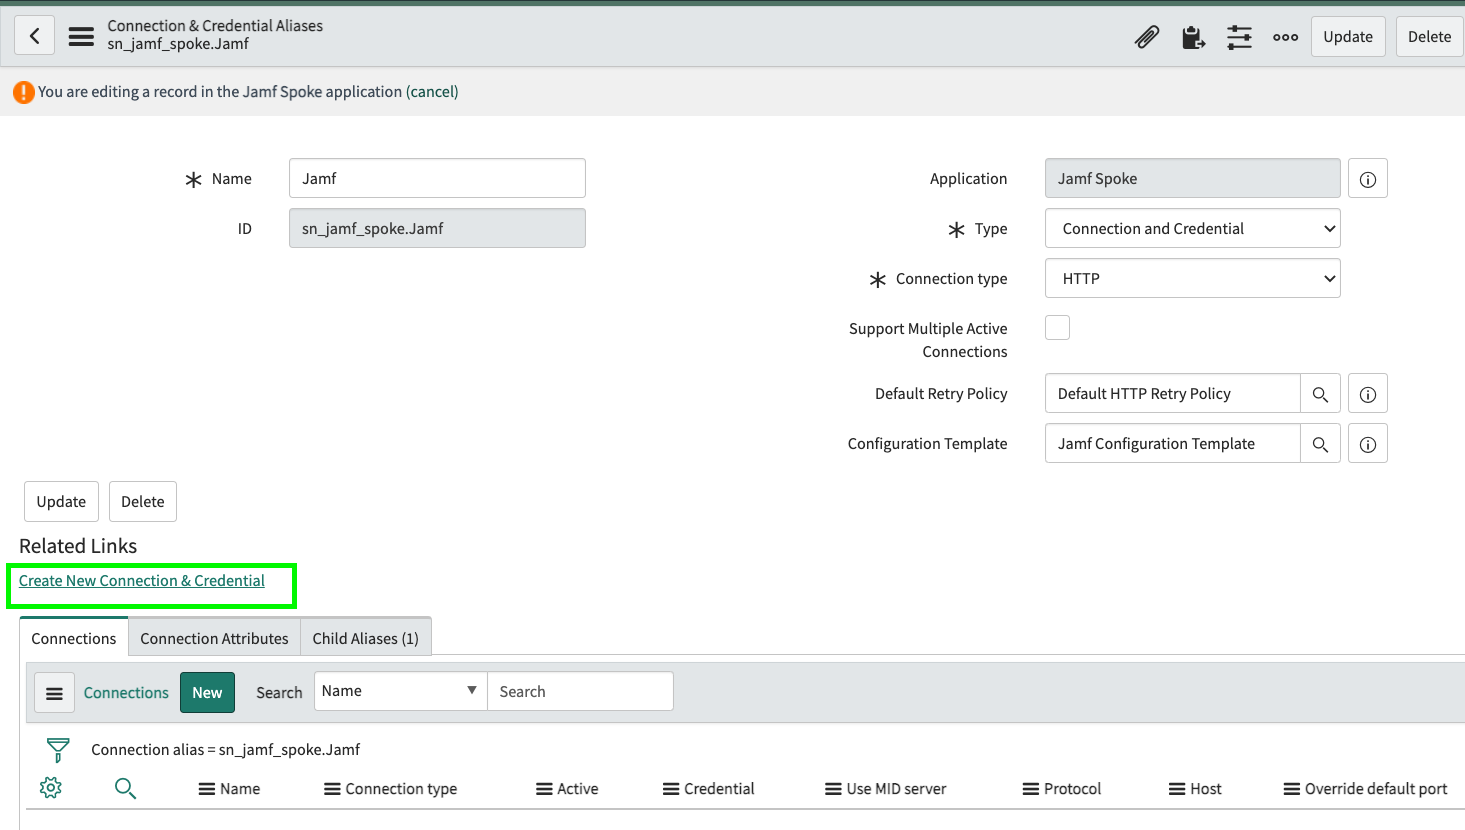 Connection & Credential Aliases
sn_jamf_spoke.Jamf
Update
Delete
You are editing a record in the Jamf Spoke application (cancel)
Name
Jamf
ID
sn_jamf_spoke.Jamf
Application
Jamf Spoke
Type
Connection and Credential
Connection type
HTTP
Support Multiple Active
Connections
Default Retry Policy
Default HTTP Retry Policy
Configuration Template
Jamf Configuration Template
Update
Delete
Related Links
Create New Connection & Credential
Connections
Connection Attributes
Child Aliases (1)
Connections
New
Search
Name
Search
Connection alias = sn_jamf_spoke.Jamf
Name
Connection type
Active
Credential
Use MID server
Protocol
Host
Override default port